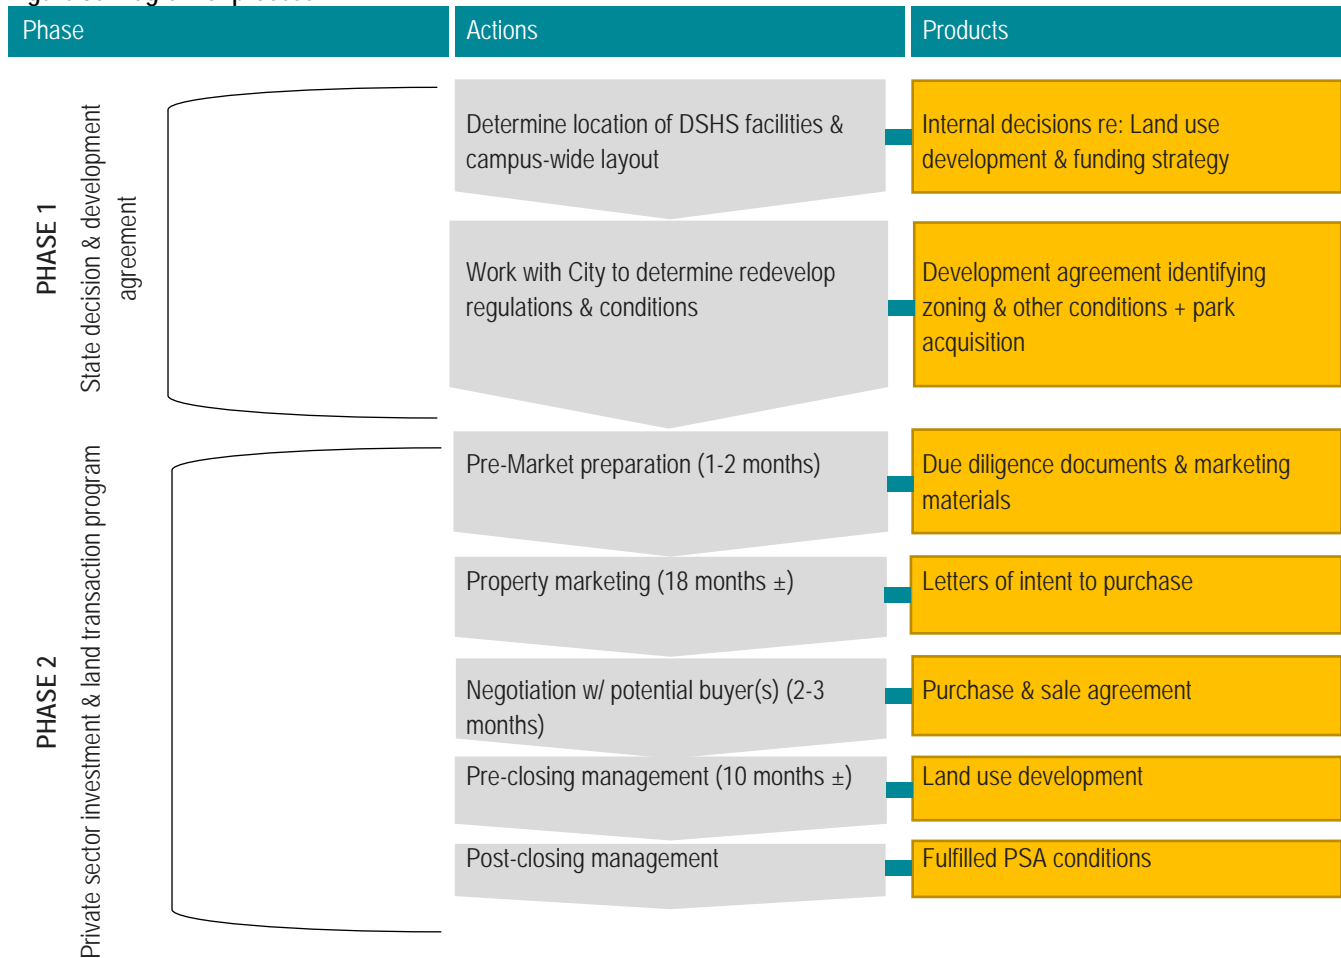 Phase
Actions
Products
PHASE 1
State decision & development
agreement
Determine location of DSHS facilities &
campus-wide layout
Internal decisions re: Land use
development & funding strategy
Work with City to determine redevelop
regulations & conditions
Development agreement identifying
zoning & other conditions + park
acquisition
PHASE 2
Private sector investment & land transaction program
Pre-Market preparation (1-2 months)
Due diligence documents & marketing
materials
Property marketing (18 months ±)
Letters of intent to purchase
Negotiation w/ potential buyer(s) (2-3
months)
Purchase & sale agreement
Pre-closing management (10 months ±)
Land use development
Post-closing management
Fulfilled PSA conditions